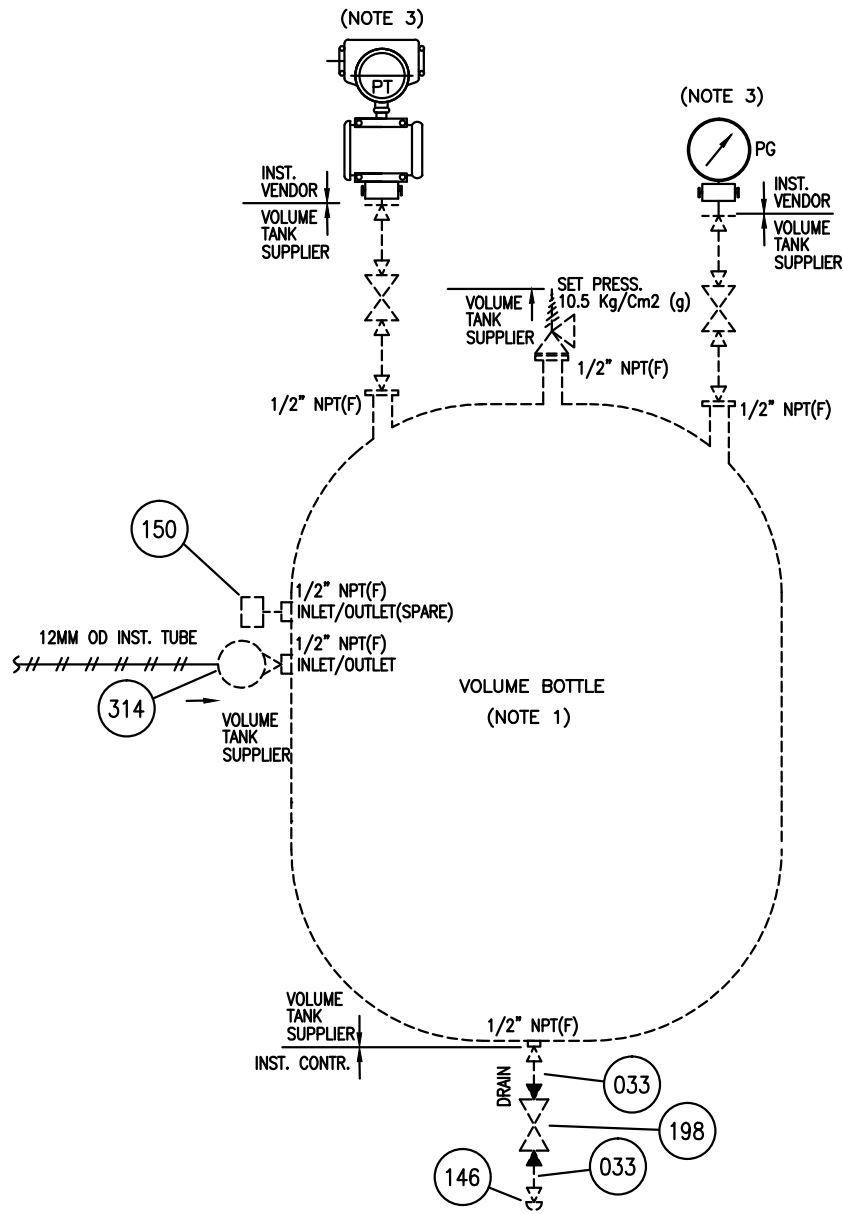 (NOTE 3)
PT
(NOTE 3)
PG
INST.
VENDOR
VOLUME
TANK
SUPPLIER
INST.
VENDOR
VOLUME
TANK
SUPPLIER
SET PRESS.
10.5 Kg/Cm2 (g)
VOLUME
TANK
SUPPLIER
1/2" NPT(F)
1/2" NPT(F)
1/2" NPT(F)
150
1/2" NPT(F)
INLET/OUTLET(SPARE)
12MM OD INST. TUBE
1/2" NPT(F)
INLET/OUTLET
314
VOLUME
TANK
SUPPLIER
VOLUME BOTTLE
(NOTE 1)
VOLUME
TANK
SUPPLIER
1/2" NPT(F)
INST. CONTR.
DRAIN
033
198
033
146